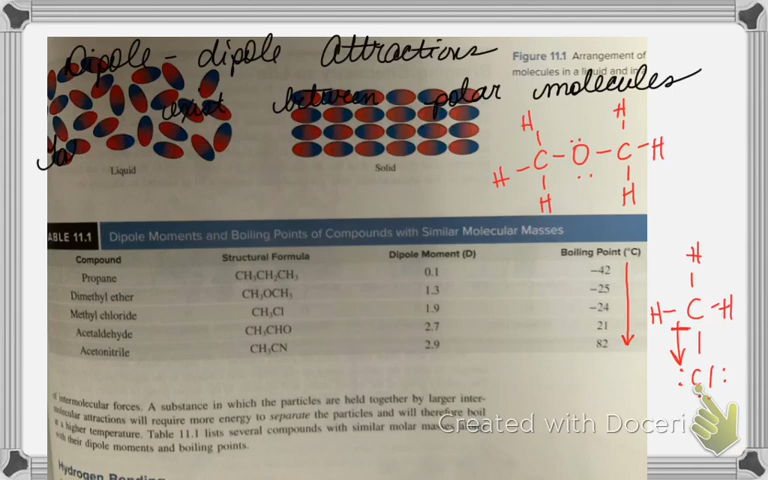 Dipole - dipole Attractions
Figure 11.1 Arrangement of
molecules in a liquid and in
exist between polar molecules
Liquid
Solid
H H
C - O - C - H
H -
H H
ABLE 11.1 Dipole Moments and Boiling Points of Compounds with Similar Molecular Masses
Compound Structural Formula Dipole Moment (D) Boiling Point (°C)
Propane CH₃CH₂CH₃ 0.1 −42
Dimethyl ether CH₃OCH₃ 1.3 −25
Methyl chloride CH₃Cl 1.9 −24
Acetaldehyde CH₃CHO 2.7 21
Acetonitrile CH₃CN 2.9 82
H
H - C - H
:Cl:
of intermolecular forces. A substance in which the particles are held together by larger inter-
molecular attractions will require more energy to separate the particles and will therefore boil
at a higher temperature. Table 11.1 lists several compounds with similar molar mas
with their dipole moments and boiling points.
Created with Doceri
Hydrogen Bonding